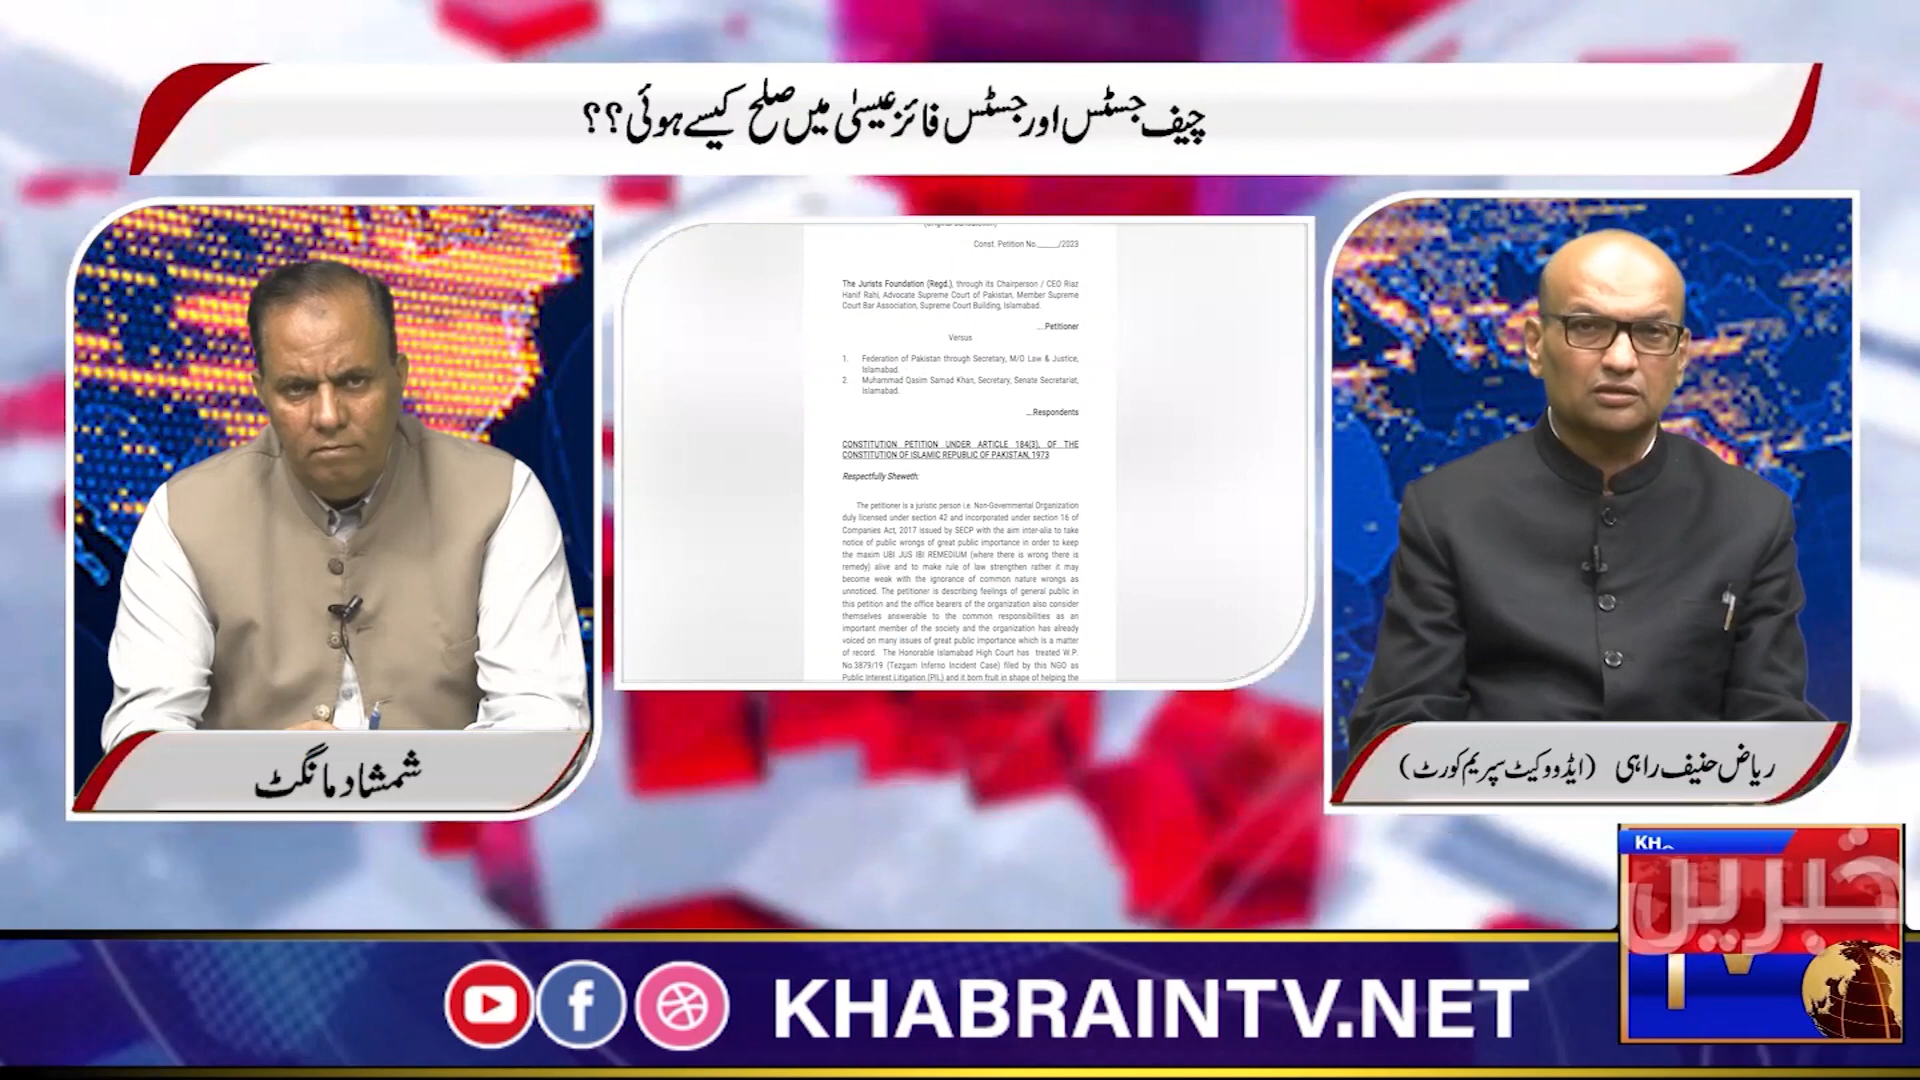 چیف جسٹس اور جسٹس فائز عیسیٰ میں صلح کیسے ہوئی؟؟
Const. Petition No.______/2023
The Jurists Foundation (Regd.), through its Chairperson / CEO Riaz
Hanif Rahi, Advocate Supreme Court of Pakistan, Member Supreme
Court Bar Association, Supreme Court Building, Islamabad.
....Petitioner
Versus
1. Federation of Pakistan through Secretary, M/O Law & Justice,
Islamabad.
2. Muhammad Qasim Samad Khan, Secretary, Senate Secretariat,
Islamabad.
....Respondents
CONSTITUTION PETITION UNDER ARTICLE 184(3), OF THE
CONSTITUTION OF ISLAMIC REPUBLIC OF PAKISTAN, 1973
Respectfully Sheweth:
The petitioner is a juristic person i.e. Non-Governmental Organization
duly licensed under section 42 and incorporated under section 16 of
Companies Act, 2017 issued by SECP with the aim inter-alia to take
notice of public wrongs of great public importance in order to keep
the maxim UBI JUS IBI REMEDIUM (where there is wrong there is
remedy) alive and to make rule of law strengthen rather it may
become weak with the ignorance of common nature wrongs as
unnoticed. The petitioner is describing feelings of general public in
this petition and the office bearers of the organization also consider
themselves answerable to the common responsibilities as an
important member of the society and the organization has already
voiced on many issues of great public importance which is a matter
of record. The Honorable Islamabad High Court has treated W.P.
No.3879/19 (Tezgam Inferno Incident Case) filed by this NGO as
Public Interest Litigation (PIL) and it born fruit in shape of helping the
شمشاد مانگٹ
ریاض حنیف راہی (ایڈووکیٹ سپریم کورٹ)
خبریں
KHABRAINTV.NET